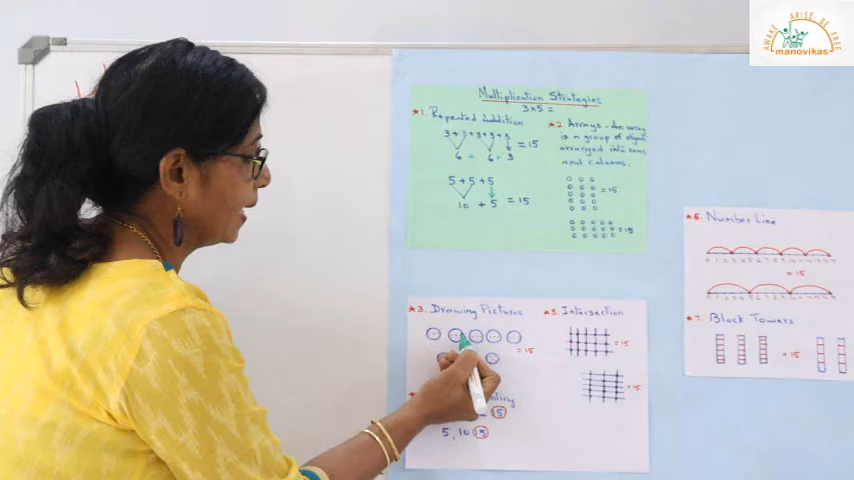 AWAKE ARISE BE FREE
manovikas
Multiplication Strategies
3x5 =
*1. Repeated Addition
3+3+3+3+3 = 15
6 + 6 + 3
5+5+5
10 + 5 = 15
*2. Arrays - An array
is a group of objects
arranged into rows
and columns.
=15
=15
*3. Drawing Pictures
= 15
nting
15
5, 10 15
*5. Intersection
=15
=15
*6. Number Line
= 15
*7. Block Towers
= 15